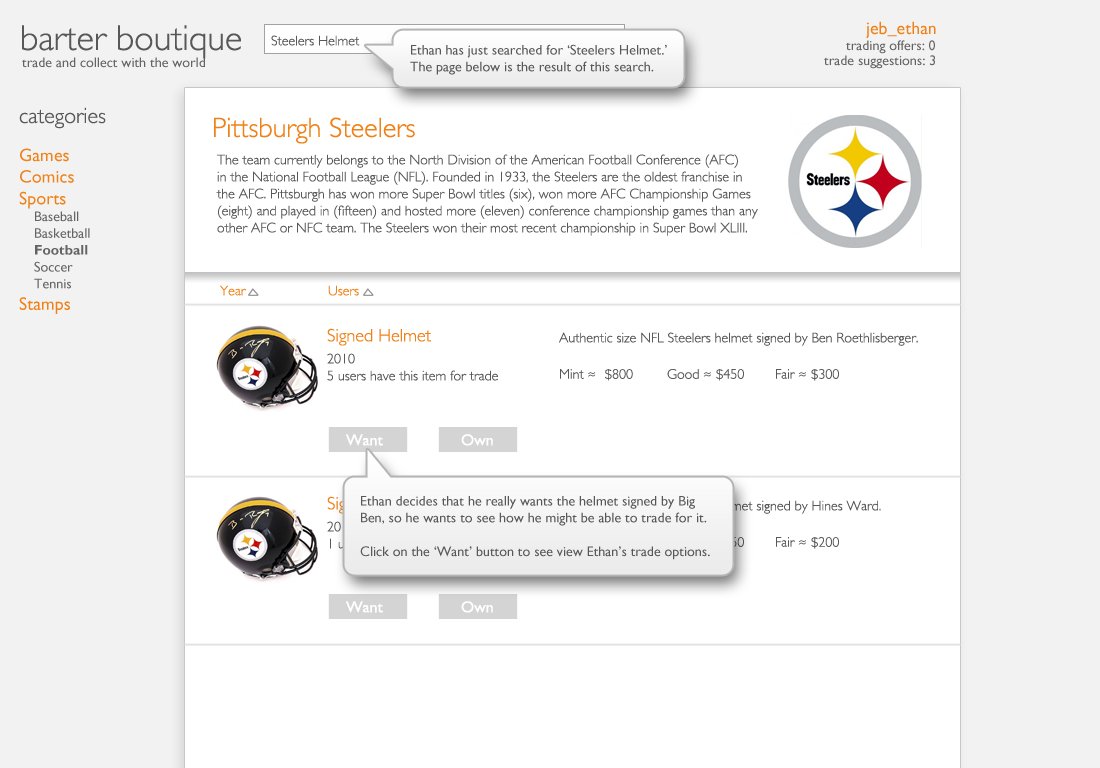 barter boutique
trade and collect with the world
Steelers Helmet
Ethan has just searched for ‘Steelers Helmet.’
The page below is the result of this search.
jeb_ethan
trading offers: 0
trade suggestions: 3
categories
Games
Comics
Sports
Baseball
Basketball
Football
Soccer
Tennis
Stamps
Pittsburgh Steelers
The team currently belongs to the North Division of the American Football Conference (AFC)
in the National Football League (NFL). Founded in 1933, the Steelers are the oldest franchise in
the AFC. Pittsburgh has won more Super Bowl titles (six), won more AFC Championship Games
(eight) and played in (fifteen) and hosted more (eleven) conference championship games than any
other AFC or NFC team. The Steelers won their most recent championship in Super Bowl XLIII.
Steelers
Year
Users
Signed Helmet
2010
5 users have this item for trade
Authentic size NFL Steelers helmet signed by Ben Roethlisberger.
Mint ≈ $800 Good ≈ $450 Fair ≈ $300
Want Own
Ethan decides that he really wants the helmet signed by Big
Ben, so he wants to see how he might be able to trade for it.
Click on the ‘Want’ button to see view Ethan’s trade options.
signed by Hines Ward.
Fair ≈ $200
Want Own